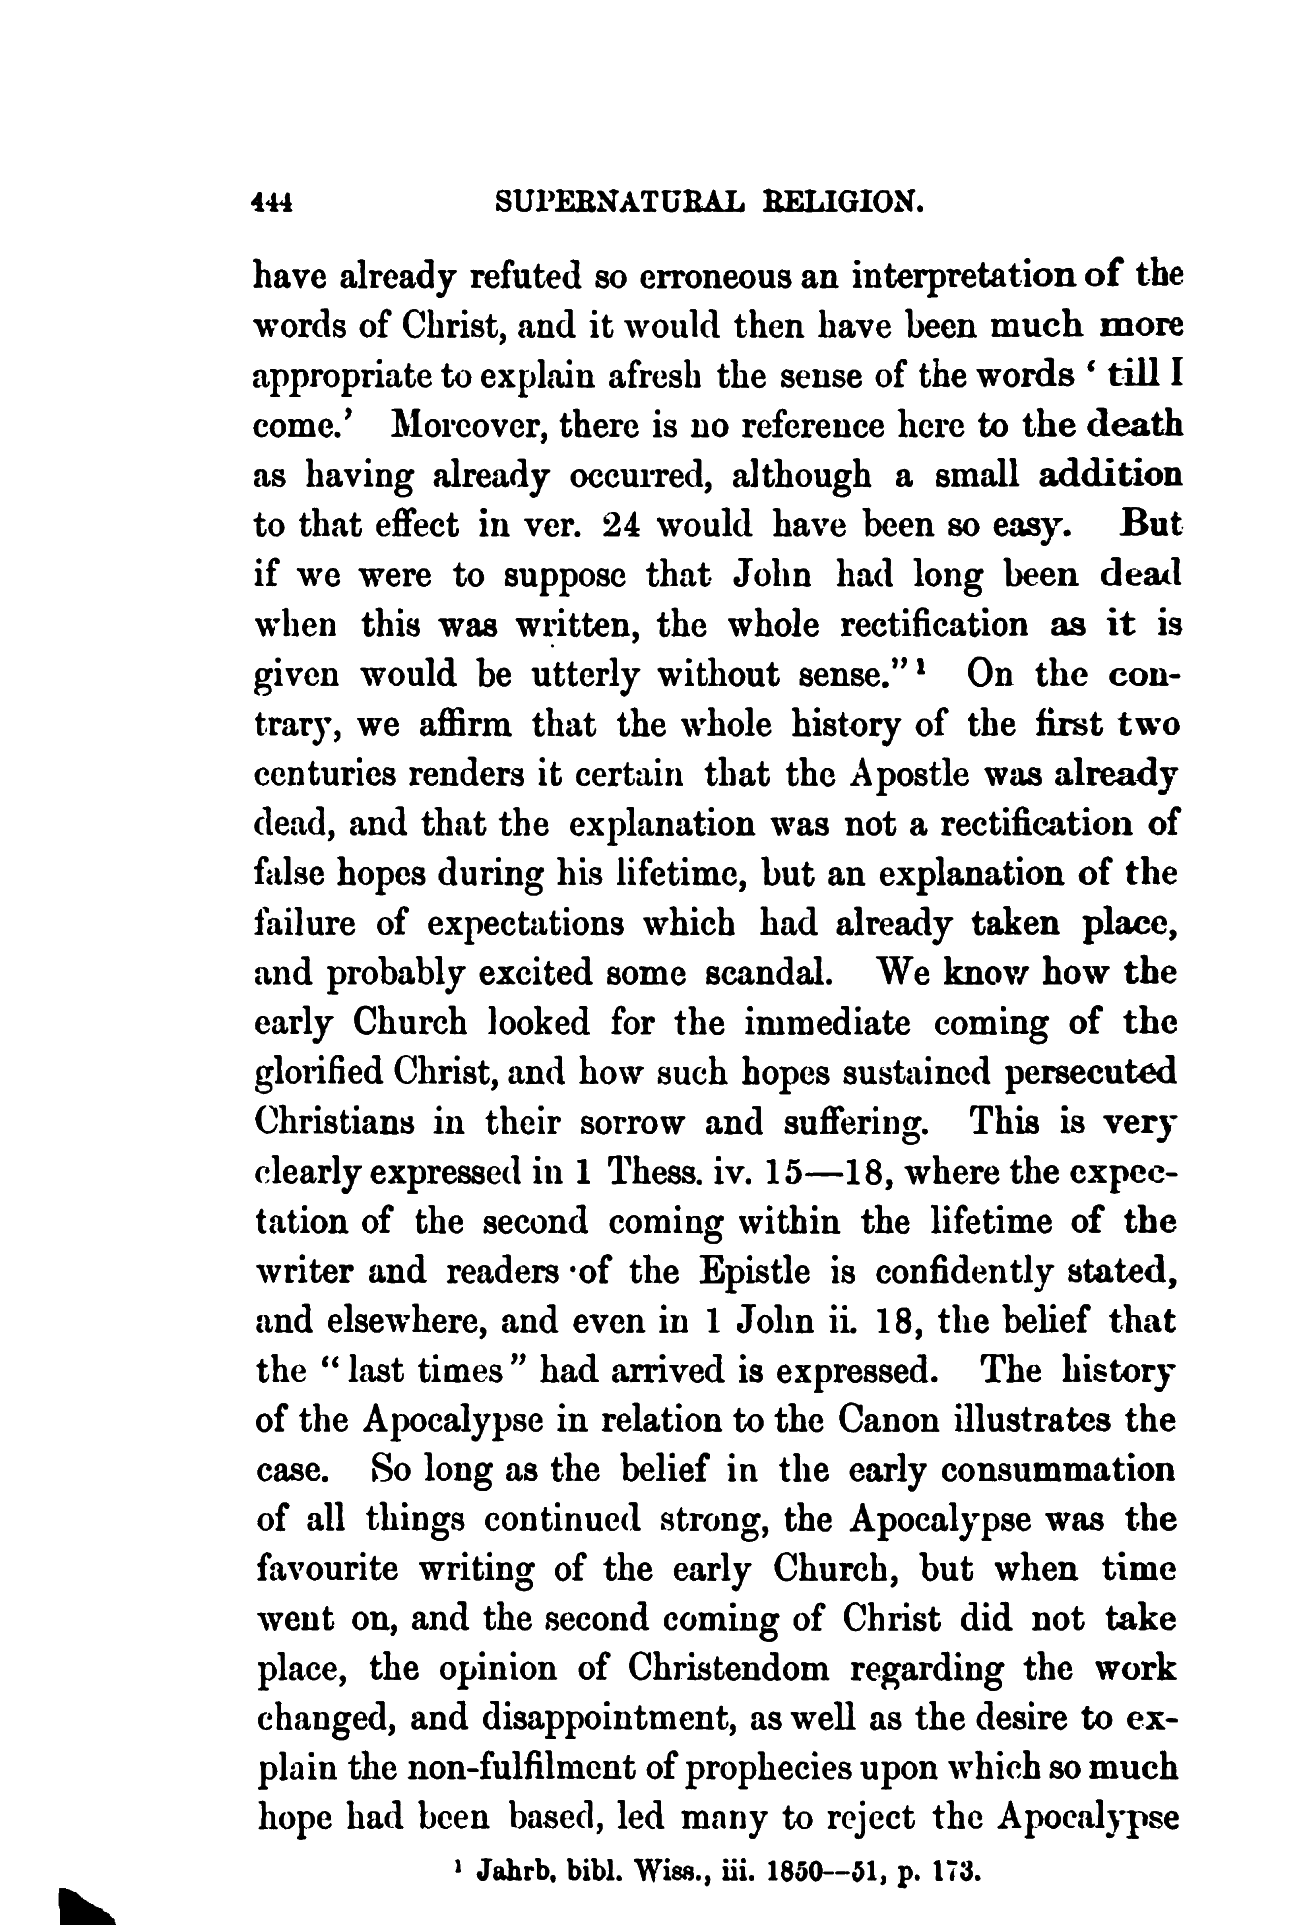 444 SUPERNATURAL RELIGION.
have already refuted so erroneous an interpretation of the
words of Christ, and it would then have been much more
appropriate to explain afresh the sense of the words ‘ till I
come.’ Moreover, there is no reference here to the death
as having already occurred, although a small addition
to that effect in ver. 24 would have been so easy. But
if we were to suppose that John had long been dead
when this was written, the whole rectification as it is
given would be utterly without sense.” ¹ On the con-
trary, we affirm that the whole history of the first two
centuries renders it certain that the Apostle was already
dead, and that the explanation was not a rectification of
false hopes during his lifetime, but an explanation of the
failure of expectations which had already taken place,
and probably excited some scandal. We know how the
early Church looked for the immediate coming of the
glorified Christ, and how such hopes sustained persecuted
Christians in their sorrow and suffering. This is very
clearly expressed in 1 Thess. iv. 15—18, where the expec-
tation of the second coming within the lifetime of the
writer and readers of the Epistle is confidently stated,
and elsewhere, and even in 1 John ii. 18, the belief that
the “ last times ” had arrived is expressed. The history
of the Apocalypse in relation to the Canon illustrates the
case. So long as the belief in the early consummation
of all things continued strong, the Apocalypse was the
favourite writing of the early Church, but when time
went on, and the second coming of Christ did not take
place, the opinion of Christendom regarding the work
changed, and disappointment, as well as the desire to ex-
plain the non-fulfilment of prophecies upon which so much
hope had been based, led many to reject the Apocalypse
¹ Jahrb. bibl. Wiss., iii. 1850—51, p. 173.